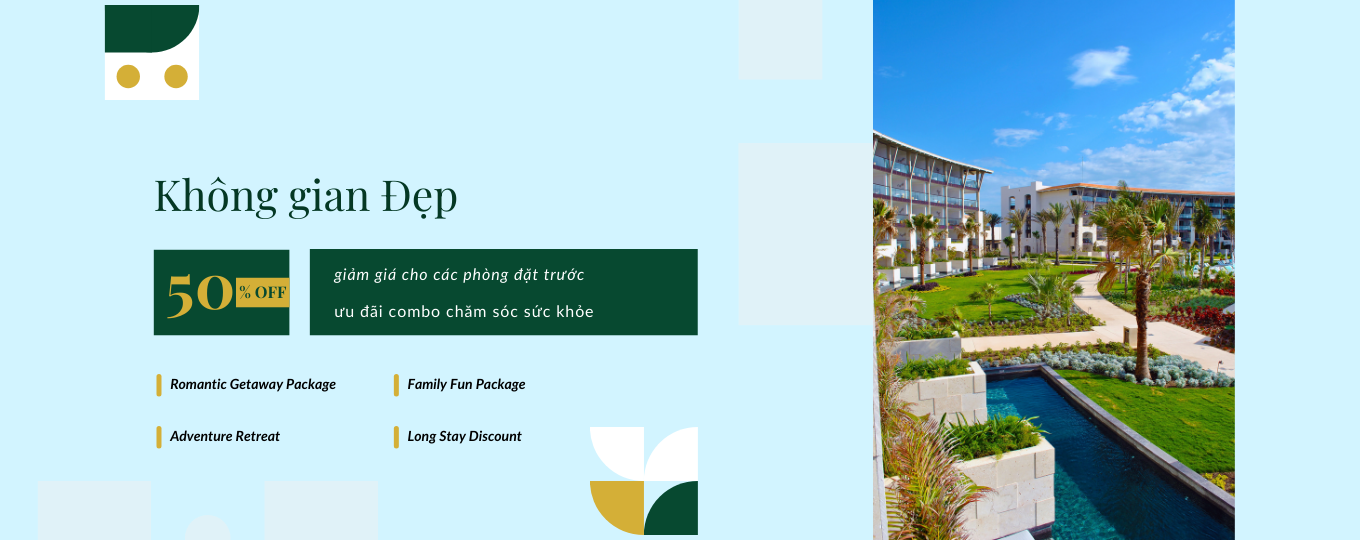 Không gian Đẹp
50% OFF
giảm giá cho các phòng đặt trước
ưu đãi combo chăm sóc sức khỏe
Romantic Getaway Package
Family Fun Package
Adventure Retreat
Long Stay Discount